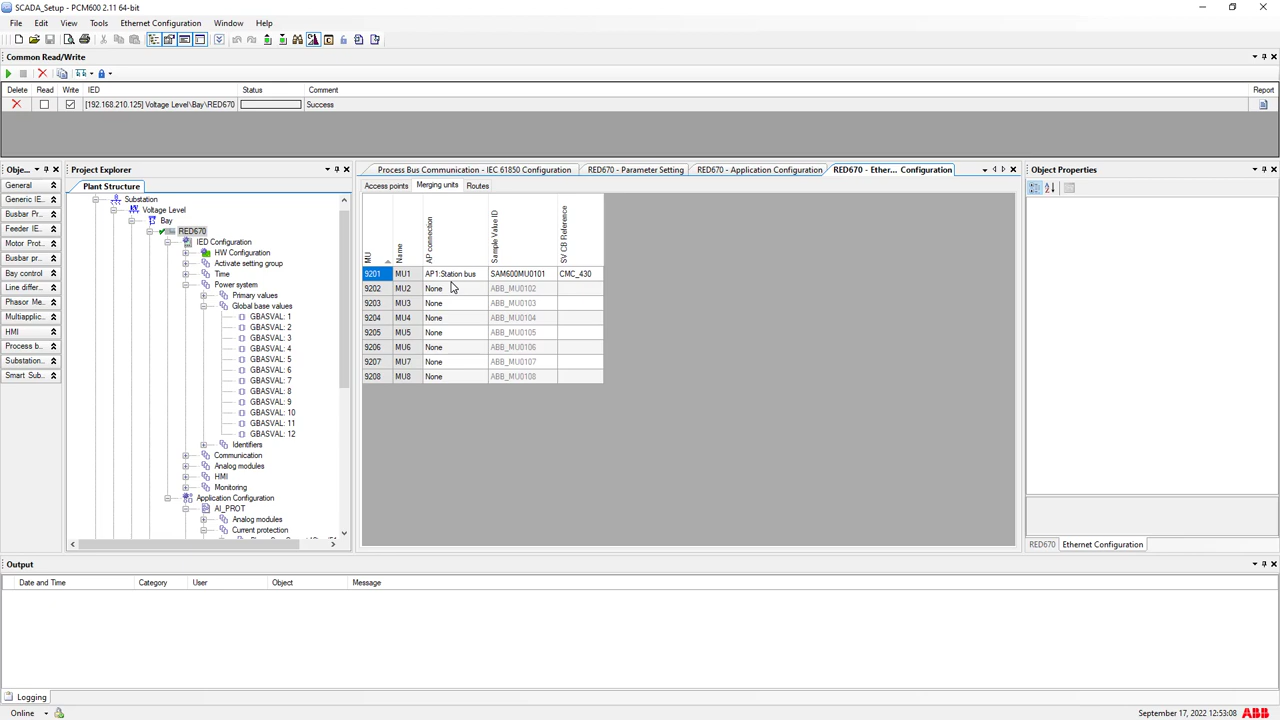 SCADA_Setup - PCM600 2.11 64-bit
File Edit View Tools Ethernet Configuration Window Help
Common Read/Write
Delete Read Write IED Status Comment Report
[192.168.210.125] Voltage Level\Bay\RED670 Success
Obje...
General
Generic IE...
Busbar Pr...
Feeder IE...
Motor Prot...
Busbar Pr...
Bay control
Line differ...
Phasor Me...
Multiapplic...
HMI
Process b...
Substation...
Smart Sub...
Project Explorer
Plant Structure
Substation
Voltage Level
Bay
RED670
IED Configuration
HW Configuration
Activate setting group
Time
Power system
Primary values
Global base values
GBASVAL: 1
GBASVAL: 2
GBASVAL: 3
GBASVAL: 4
GBASVAL: 5
GBASVAL: 6
GBASVAL: 7
GBASVAL: 8
GBASVAL: 9
GBASVAL: 10
GBASVAL: 11
GBASVAL: 12
Identifiers
Communication
Analog modules
HMI
Monitoring
Application Configuration
AI_PROT
Analog modules
Current protection
Process Bus Communication - IEC 61850 Configuration
RED670 - Parameter Setting
RED670 - Application Configuration
RED670 - Ether... Configuration
Access points Merging units Routes
MU Name AP connection Sample Value ID SV CB Reference
9201 MU1 AP1:Station bus SAM600MU0101 CMC_430
9202 MU2 None ABB_MU0102
9203 MU3 None ABB_MU0103
9204 MU4 None ABB_MU0104
9205 MU5 None ABB_MU0105
9206 MU6 None ABB_MU0106
9207 MU7 None ABB_MU0107
9208 MU8 None ABB_MU0108
Object Properties
RED670 Ethernet Configuration
Output
Date and Time Category User Object Message
Logging
Online
September 17, 2022 12:53:08 ABB